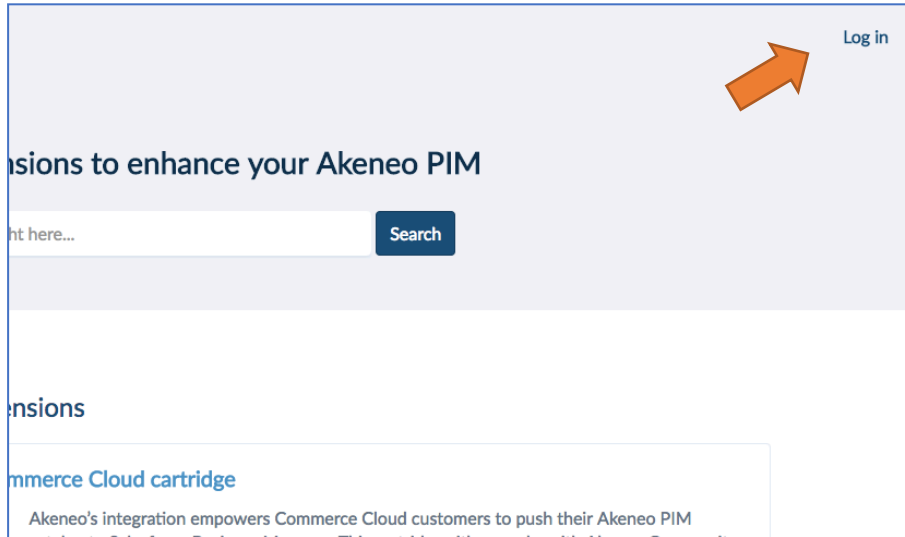 Log in
nsions to enhance your Akeneo PIM
ht here...
Search
ensions
mmerce Cloud cartridge
Akeneo's integration empowers Commerce Cloud customers to push their Akeneo PIM